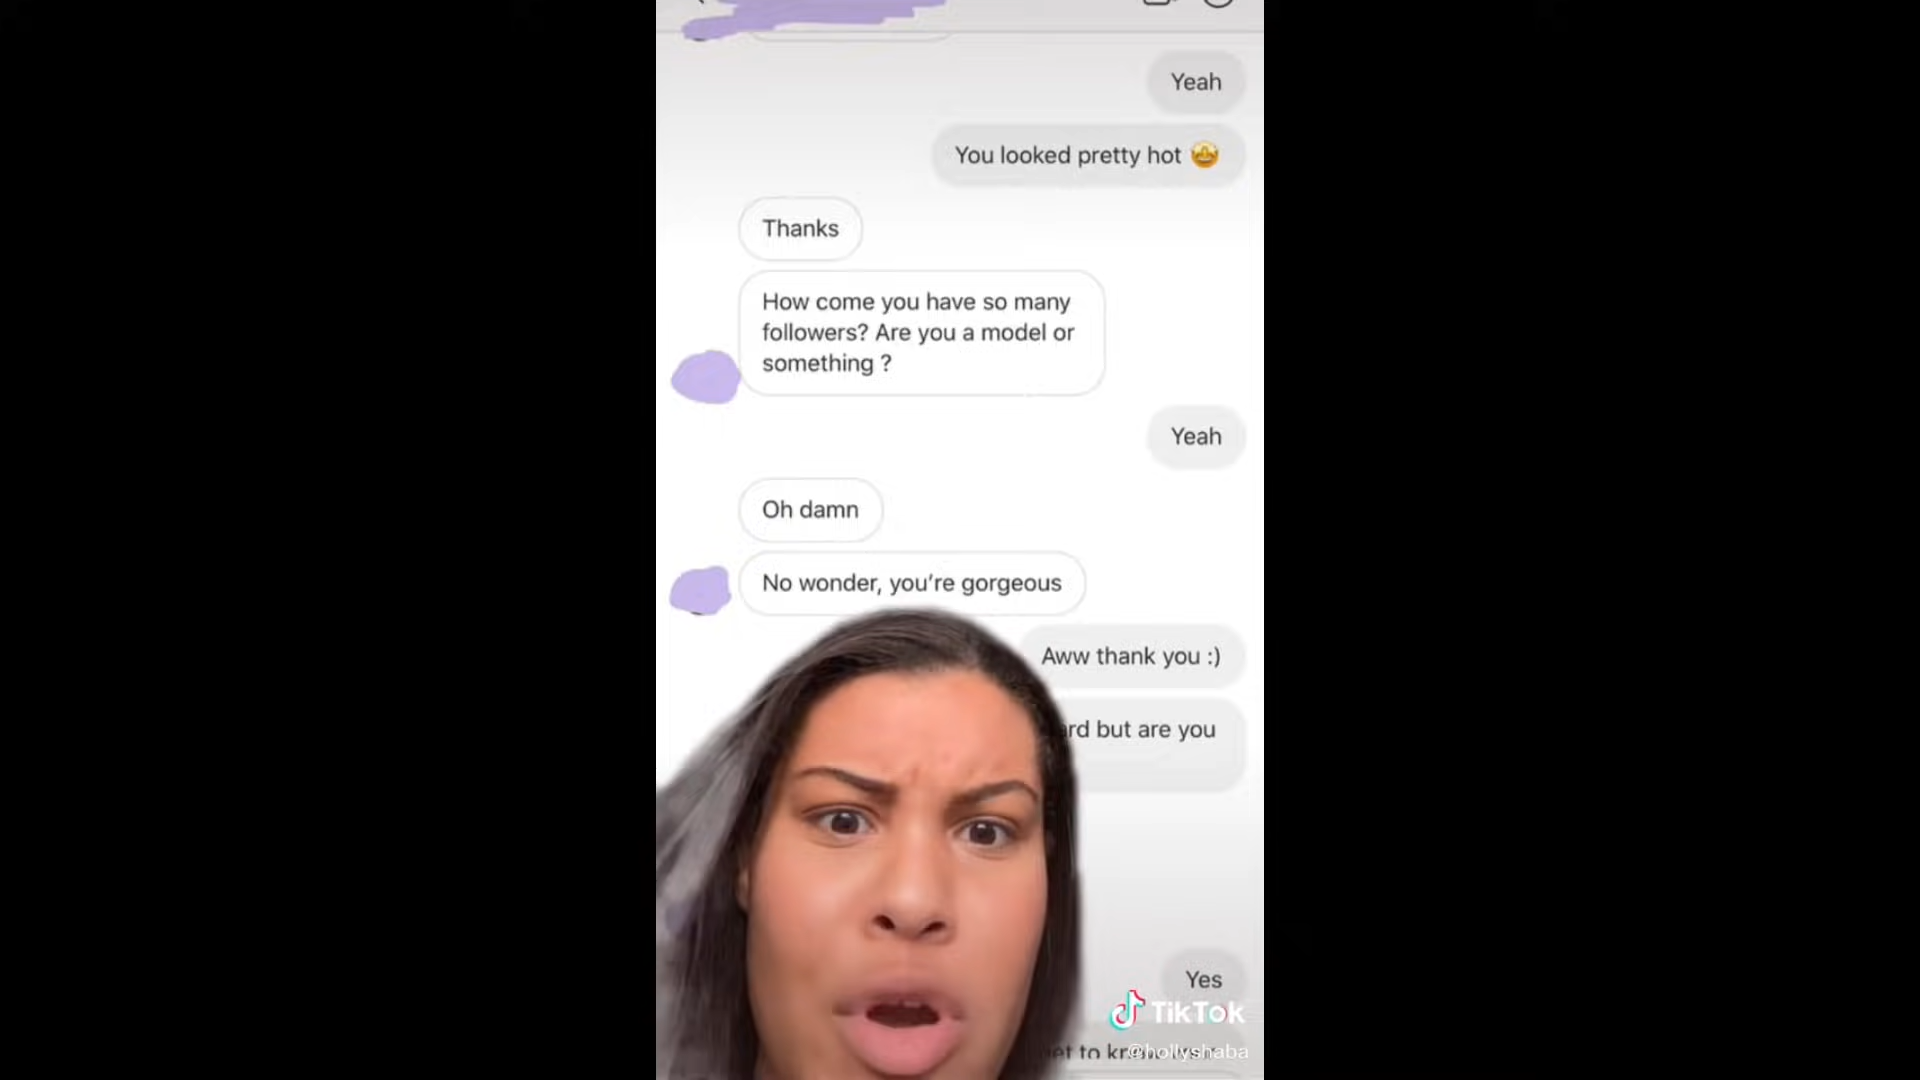 Yeah
You looked pretty hot 🤩
Thanks
How come you have so many
followers? Are you a model or
something ?
Yeah
Oh damn
No wonder, you’re gorgeous
Aww thank you :)
but are you
Yes
TikTok
to
@hollyshaba